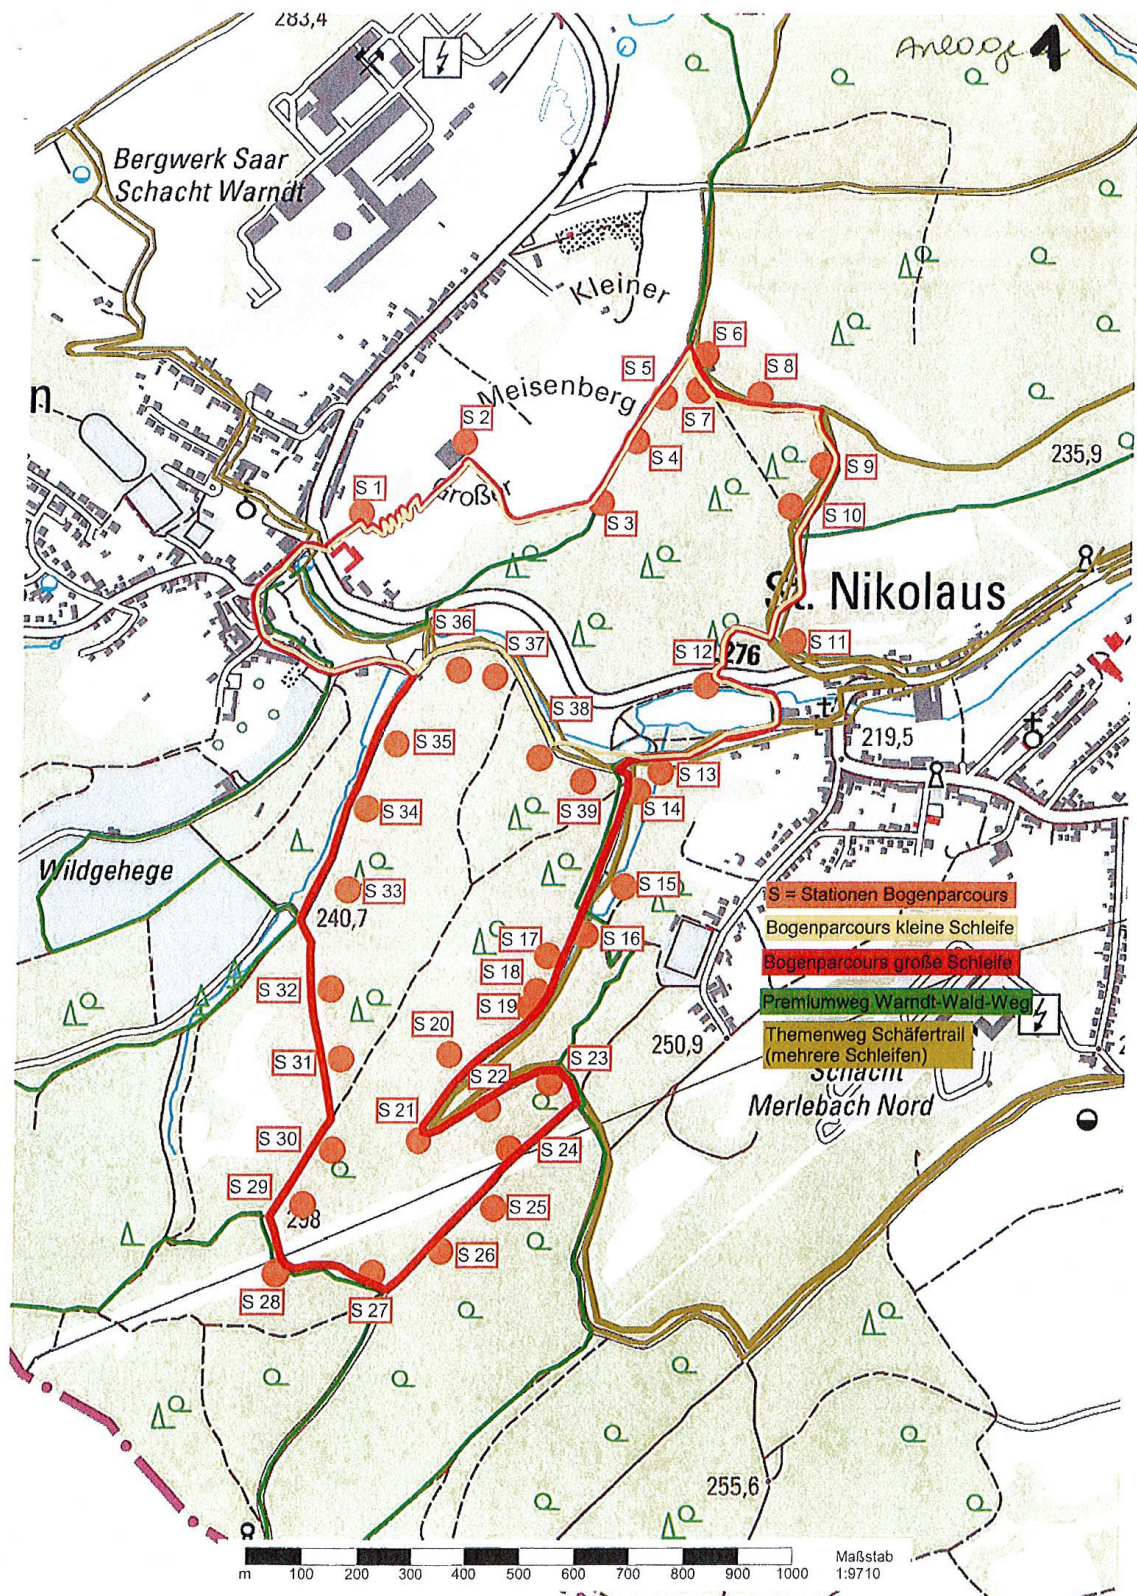 283,4
Anlage 1
Bergwerk Saar
Schacht Warndt
Kleiner
S 6
S 5
S 8
n
Meisenberg
S 7
S 2
S 4
235,9
S 9
S 1
Großer
S 3
S 10
St. Nikolaus
S 36
S 37
S 11
S 12
276
S 38
219,5
S 35
S 13
S 39
S 14
S 34
Wildgehege
S 33
S 15
S = Stationen Bogenparcours
240,7
Bogenparcours kleine Schleife
S 17
S 16
S 18
Bogenparcours große Schleife
S 32
S 19
Premiumweg Warndt-Wald-Weg
S 20
250,9
Themenweg Schäfertrail
(mehrere Schleifen)
S 31
S 23
S 22
Schacht
Merlebach Nord
S 21
S 30
S 24
S 29
298
S 25
S 26
S 28
S 27
255,6
m 100 200 300 400 500 600 700 800 900 1000
Maßstab
1:9710